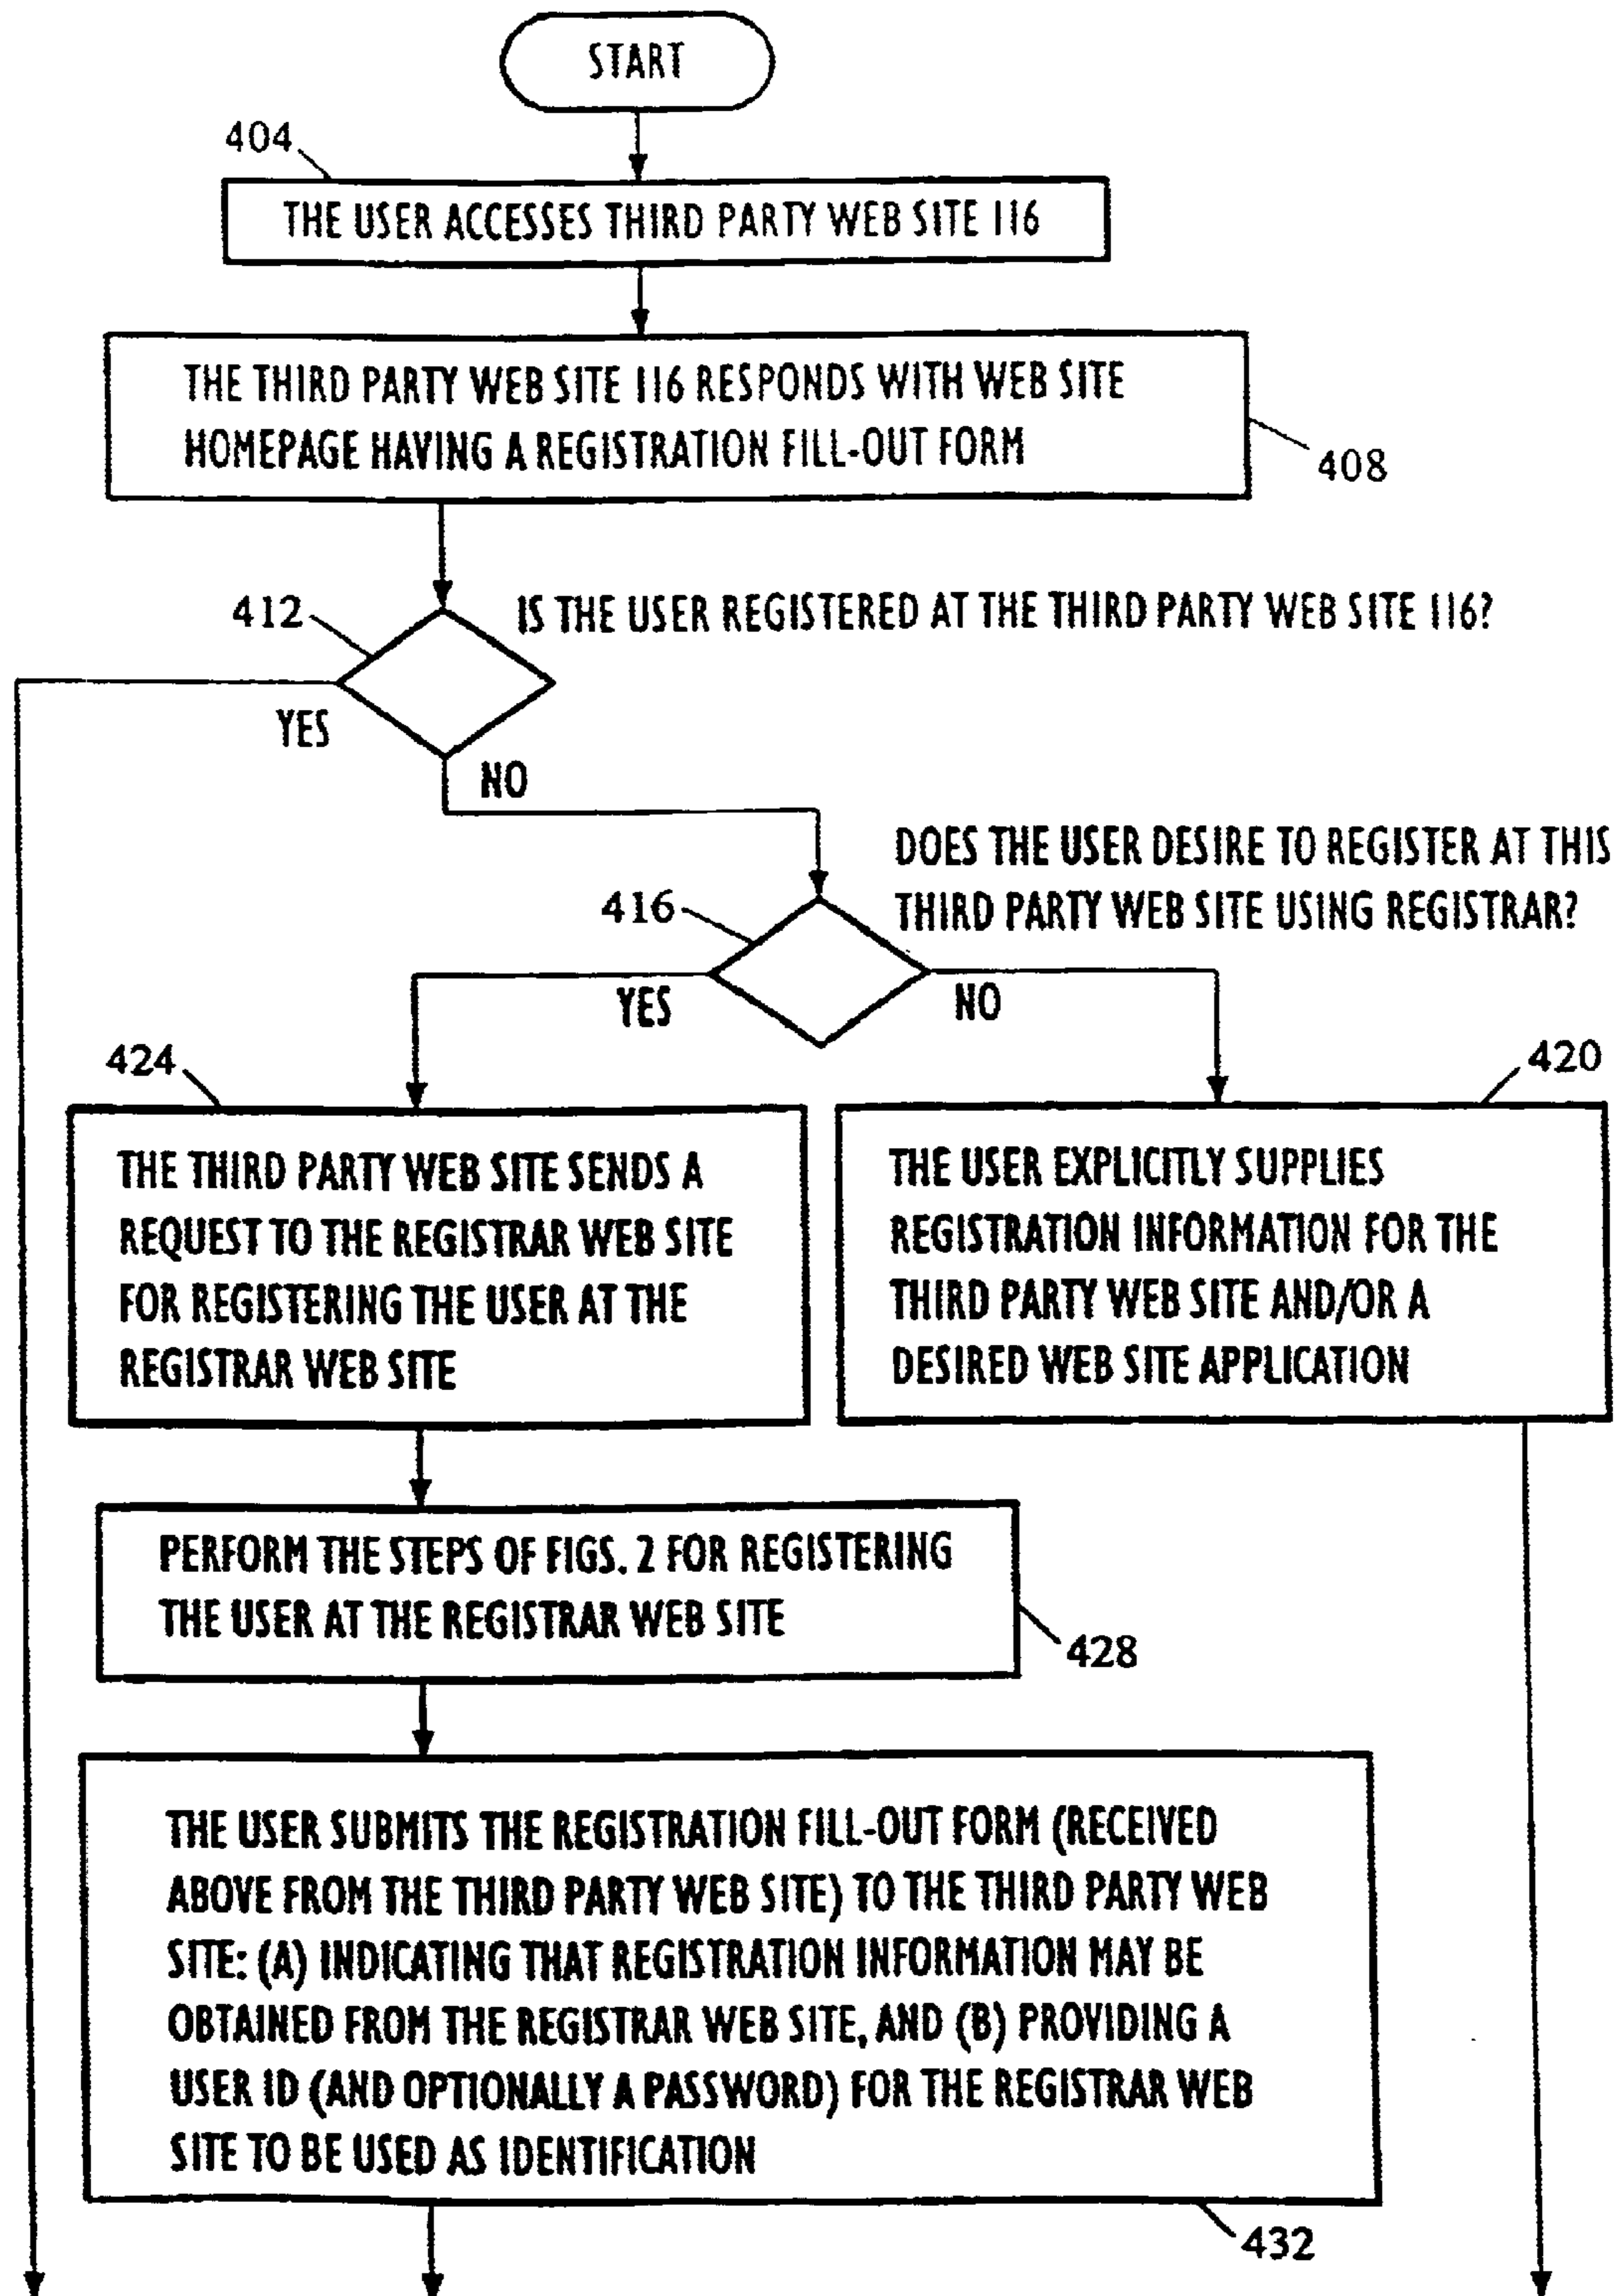 START
404
THE USER ACCESSES THIRD PARTY WEB SITE 116
THE THIRD PARTY WEB SITE 116 RESPONDS WITH WEB SITE
HOMEPAGE HAVING A REGISTRATION FILL-OUT FORM
408
412
IS THE USER REGISTERED AT THE THIRD PARTY WEB SITE 116?
YES
NO
DOES THE USER DESIRE TO REGISTER AT THIS
THIRD PARTY WEB SITE USING REGISTRAR?
416
YES
NO
424
420
THE THIRD PARTY WEB SITE SENDS A
REQUEST TO THE REGISTRAR WEB SITE
FOR REGISTERING THE USER AT THE
REGISTRAR WEB SITE
THE USER EXPLICITLY SUPPLIES
REGISTRATION INFORMATION FOR THE
THIRD PARTY WEB SITE AND/OR A
DESIRED WEB SITE APPLICATION
PERFORM THE STEPS OF FIGS. 2 FOR REGISTERING
THE USER AT THE REGISTRAR WEB SITE
428
THE USER SUBMITS THE REGISTRATION FILL-OUT FORM (RECEIVED
ABOVE FROM THE THIRD PARTY WEB SITE) TO THE THIRD PARTY WEB
SITE: (A) INDICATING THAT REGISTRATION INFORMATION MAY BE
OBTAINED FROM THE REGISTRAR WEB SITE, AND (B) PROVIDING A
USER ID (AND OPTIONALLY A PASSWORD) FOR THE REGISTRAR WEB
SITE TO BE USED AS IDENTIFICATION
432